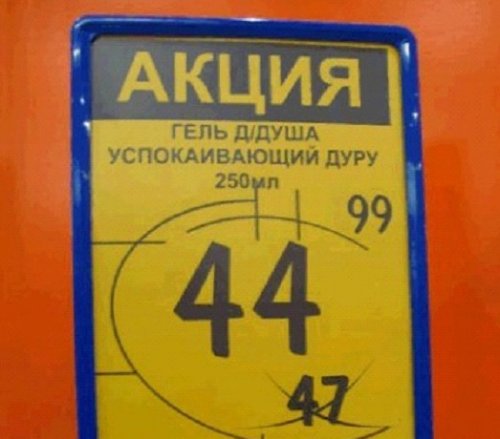 АКЦИЯ
ГЕЛЬ Д/ДУША
УСПОКАИВАЮЩИЙ ДУРУ
250мл
44 99
47